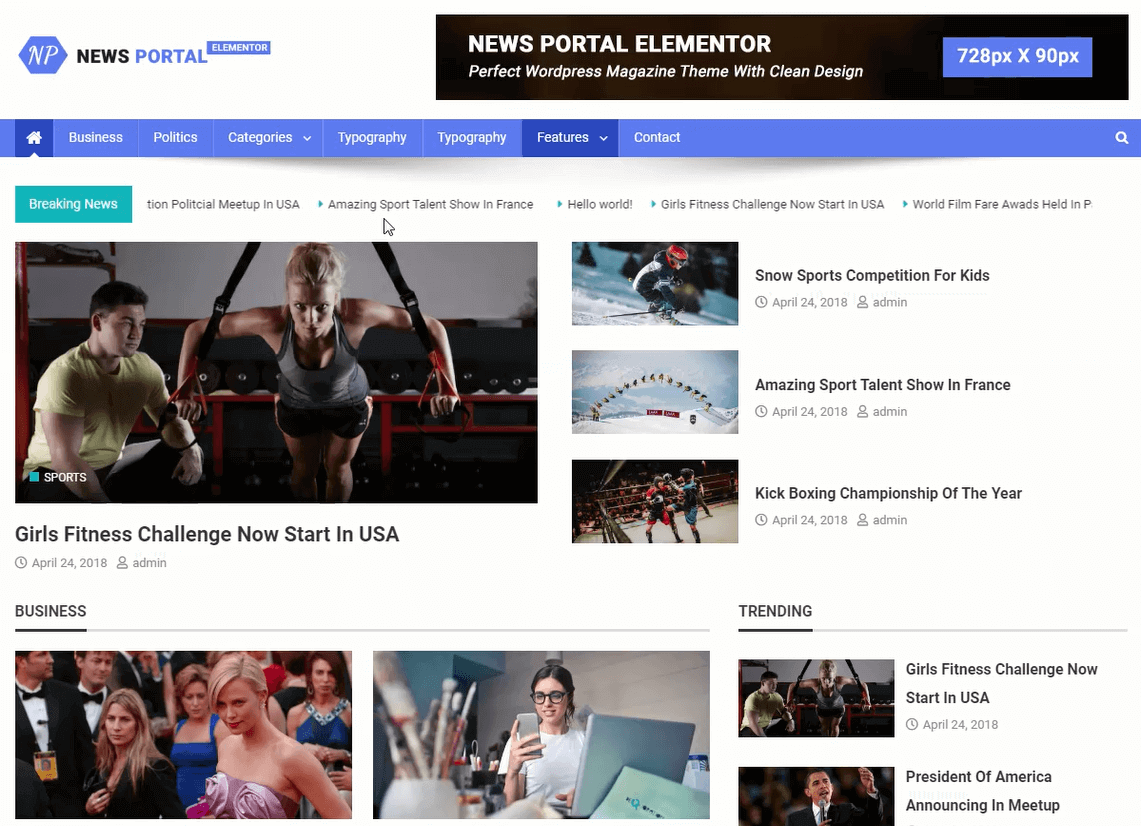 NP NEWS PORTAL ELEMENTOR
NEWS PORTAL ELEMENTOR
Perfect Wordpress Magazine Theme With Clean Design
728px X 90px
Business Politics Categories Typography Typography Features Contact
Breaking News tion Politcial Meetup In USA Amazing Sport Talent Show In France Hello world! Girls Fitness Challenge Now Start In USA World Film Fare Awads Held In P
SPORTS
Girls Fitness Challenge Now Start In USA
April 24, 2018 admin
Snow Sports Competition For Kids
April 24, 2018 admin
Amazing Sport Talent Show In France
April 24, 2018 admin
Kick Boxing Championship Of The Year
April 24, 2018 admin
BUSINESS
TRENDING
Girls Fitness Challenge Now
Start In USA
April 24, 2018
President Of America
Announcing In Meetup